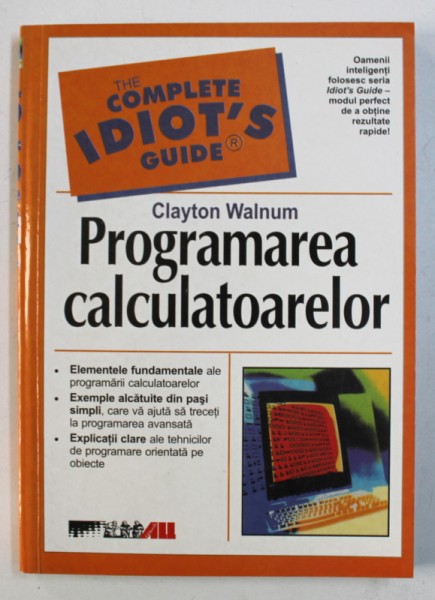 THE
COMPLETE
IDIOT'S
GUIDE®
Oamenii
inteligenți
folosesc seria
Idiot's Guide –
modul perfect
de a obține
rezultate
rapide!
Clayton Walnum
Programarea
calculatoarelor
• Elementele fundamentale ale
programării calculatoarelor
• Exemple alcătuite din pași
simpli, care vă ajută să treceți
la programarea avansată
• Explicații clare ale tehnicilor
de programare orientată pe
obiecte
ALL